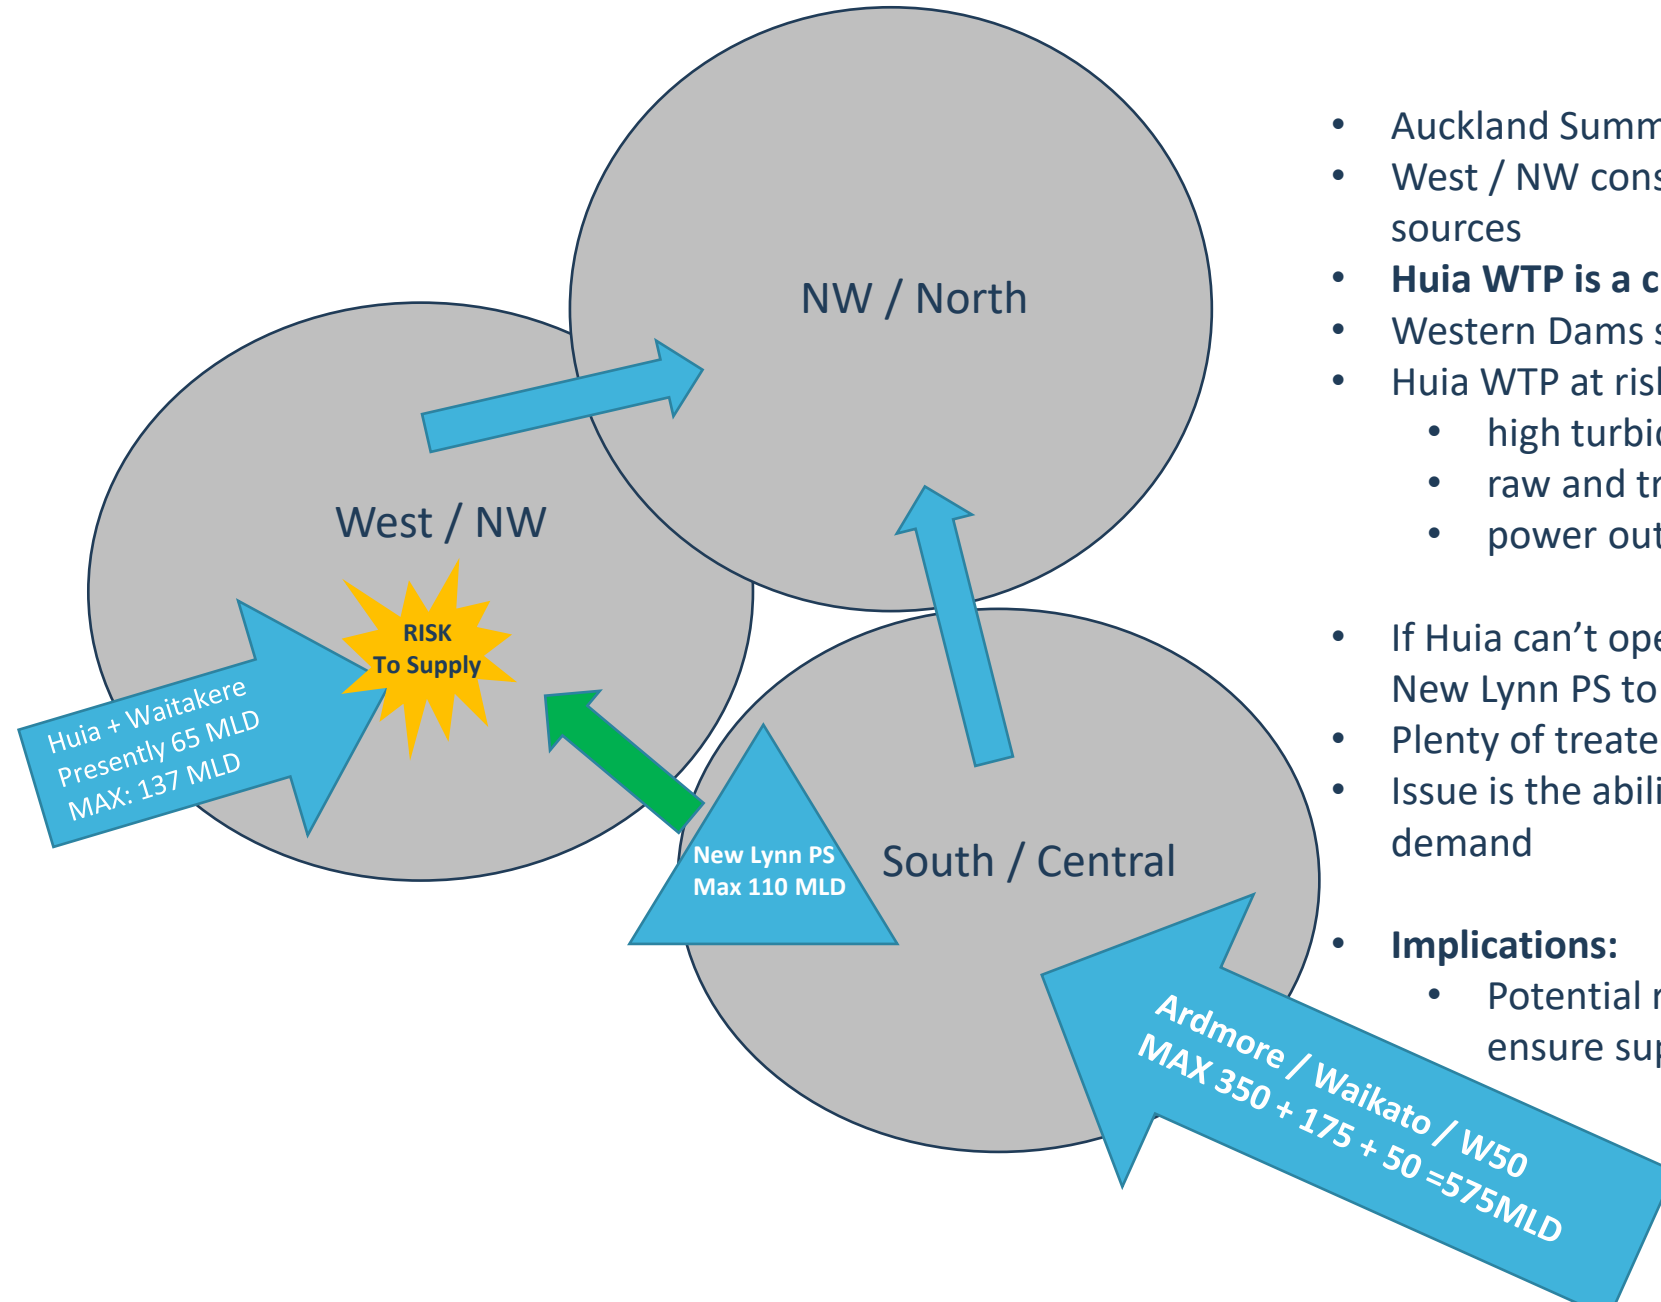 NW / North
West / NW
RISK
To Supply
Huia + Waitakere
Presently 65 MLD
MAX: 137 MLD
New Lynn PS
Max 110 MLD
South / Central
Ardmore / Waikato / W50
MAX 350 + 175 + 50 =575MLD
• Auckland Summ
• West / NW cons
sources
• Huia WTP is a c
• Western Dams s
• Huia WTP at risk
• high turbid
• raw and tr
• power out
• If Huia can’t ope
New Lynn PS to
• Plenty of treate
• Issue is the abili
demand
• Implications:
• Potential r
ensure sup